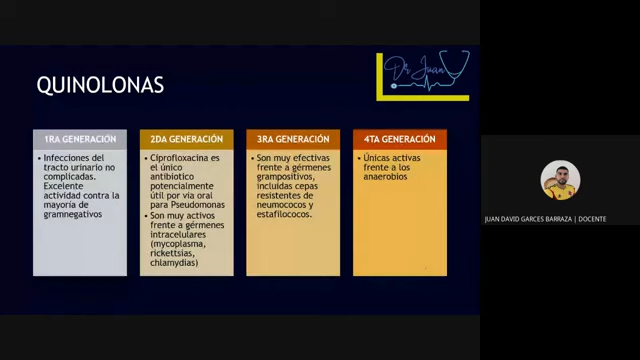 QUINOLONAS
Dr Juan
1RA GENERACIÓN
• Infecciones del
tracto urinario no
complicadas.
Excelente
actividad contra la
mayoría de
gramnegativos
2DA GENERACIÓN
• Ciprofloxacina es
el único
antibiotico
potencialmente
útil por vía oral
para Pseudomonas
• Son muy activos
frente a gérmenes
intracelulares
(mycoplasma,
rickettsias,
chlamydias)
3RA GENERACIÓN
• Son muy efectivas
frente a gérmenes
grampositivos,
incluidas cepas
resistentes de
neumococos y
estafilococos.
4TA GENERACIÓN
• Únicas activas
frente a los
anaerobios
JUAN DAVID GARCES BARRAZA | DOCENTE